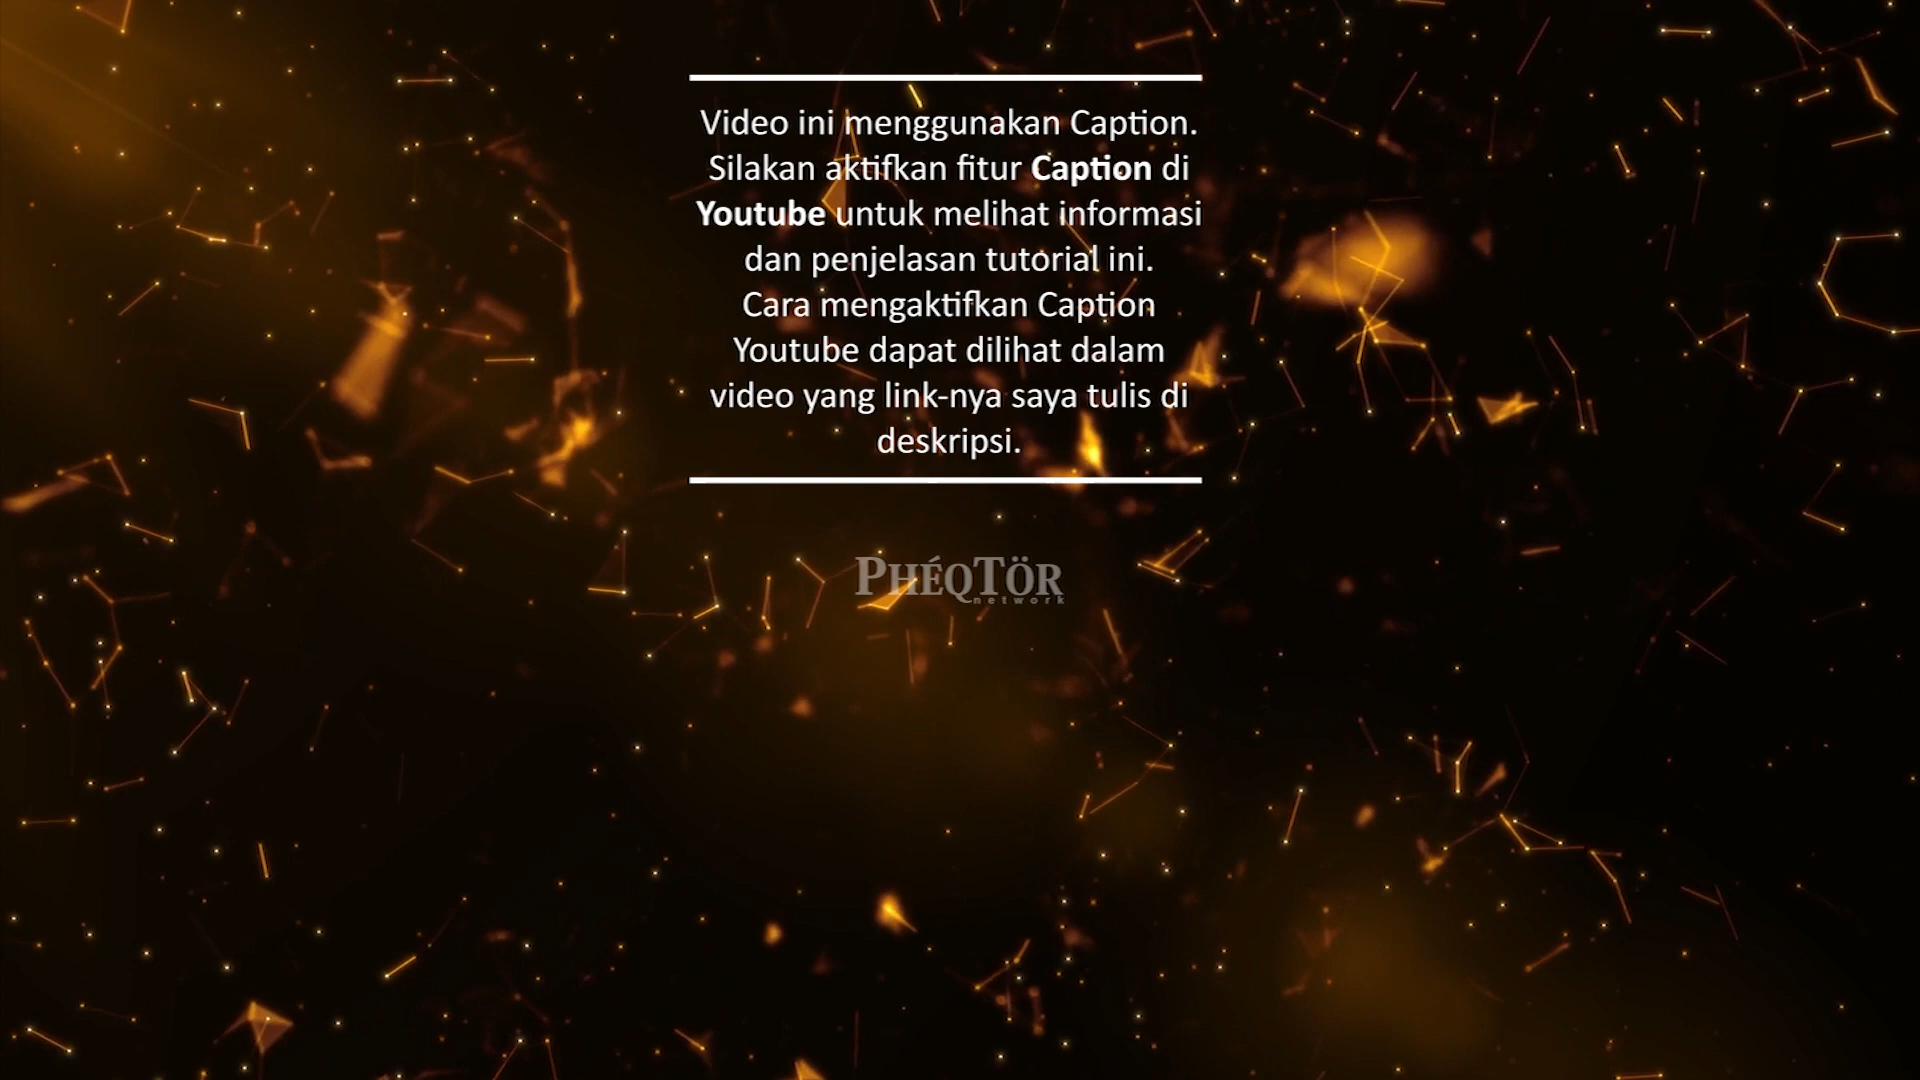 Video ini menggunakan Caption.
Silakan aktifkan fitur Caption di
Youtube untuk melihat informasi
dan penjelasan tutorial ini.
Cara mengaktifkan Caption
Youtube dapat dilihat dalam
video yang link-nya saya tulis di
deskripsi.
PHÉQTÖR
network